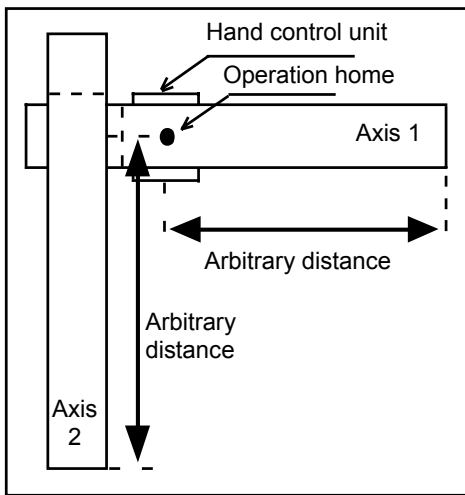 Hand control unit
Operation home
Axis 1
Arbitrary distance
Arbitrary
distance
Axis
2